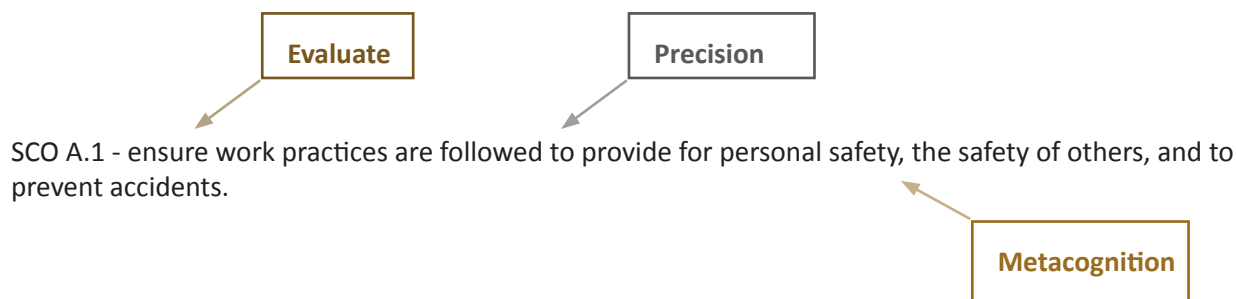 Evaluate
Precision
SCO A.1 - ensure work practices are followed to provide for personal safety, the safety of others, and to
prevent accidents.
Metacognition